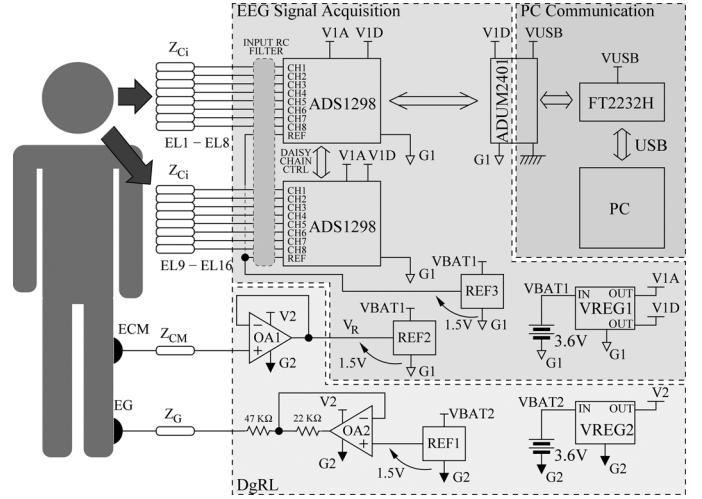 EEG Signal Acquisition
PC Communication
Z_Ci
INPUT RC
FILTER
V1A V1D
CH1
CH2
CH3
CH4
CH5
CH6
CH7
CH8
REF
ADS1298
EL1 – EL8
G1
V1D
ADUM2401
G1
VUSB
VUSB
FT2232H
USB
PC
DAISY
CHAIN
CTRL
V1A V1D
Z_Ci
CH1
CH2
CH3
CH4
CH5
CH6
CH7
CH8
REF
ADS1298
EL9 – EL16
G1
VBAT1
REF3
1.5V
G1
VBAT1
REF2
V_R
1.5V
G1
VBAT1
3.6V
G1
IN OUT
VREG1
OUT
G1
V1A
V1D
ECM
Z_CM
V2
−
+
OA1
G2
EG
Z_G
47 KΩ
22 KΩ
V2
−
OA2
+
G2
VBAT2
REF1
1.5V
G2
VBAT2
3.6V
G2
IN OUT
VREG2
G2
V2
DgRL